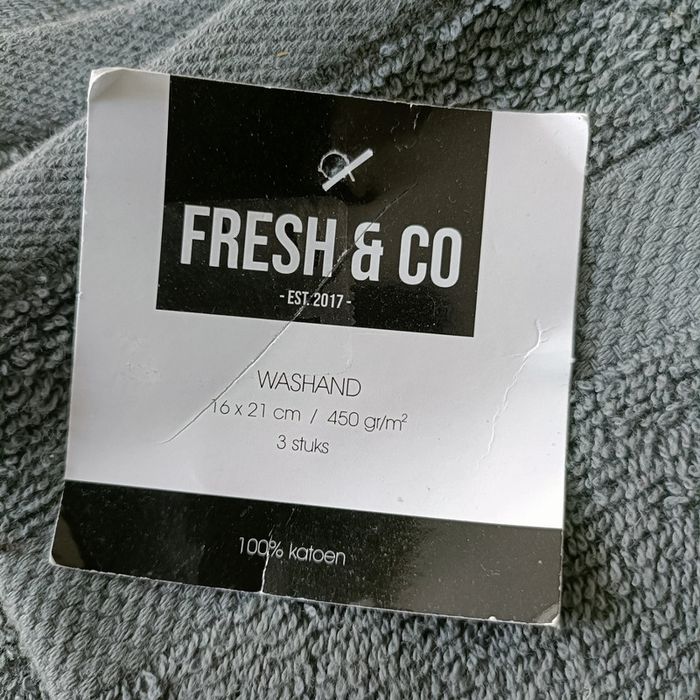 FRESH & CO
- EST. 2017 -
WASHAND
16 x 21 cm / 450 gr/m²
3 stuks
100% katoen